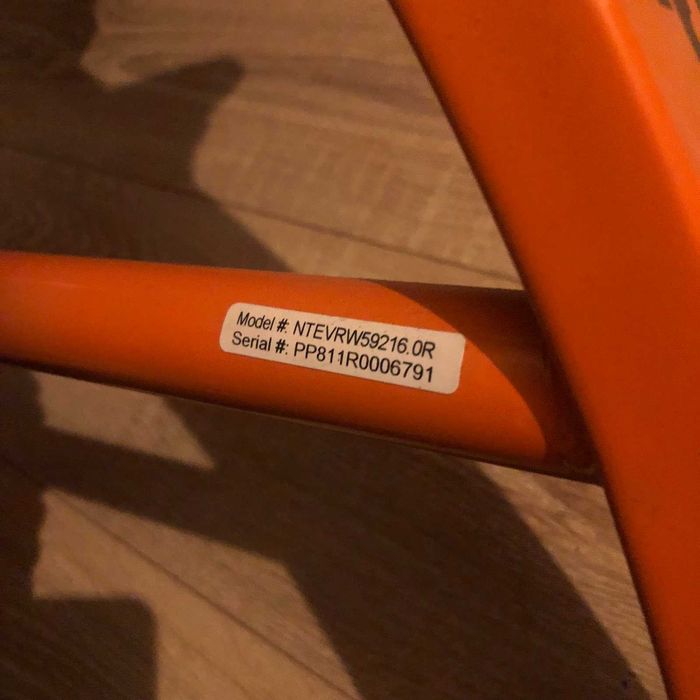 Model #: NTEVRW59216.0R
Serial #: PP811R0006791